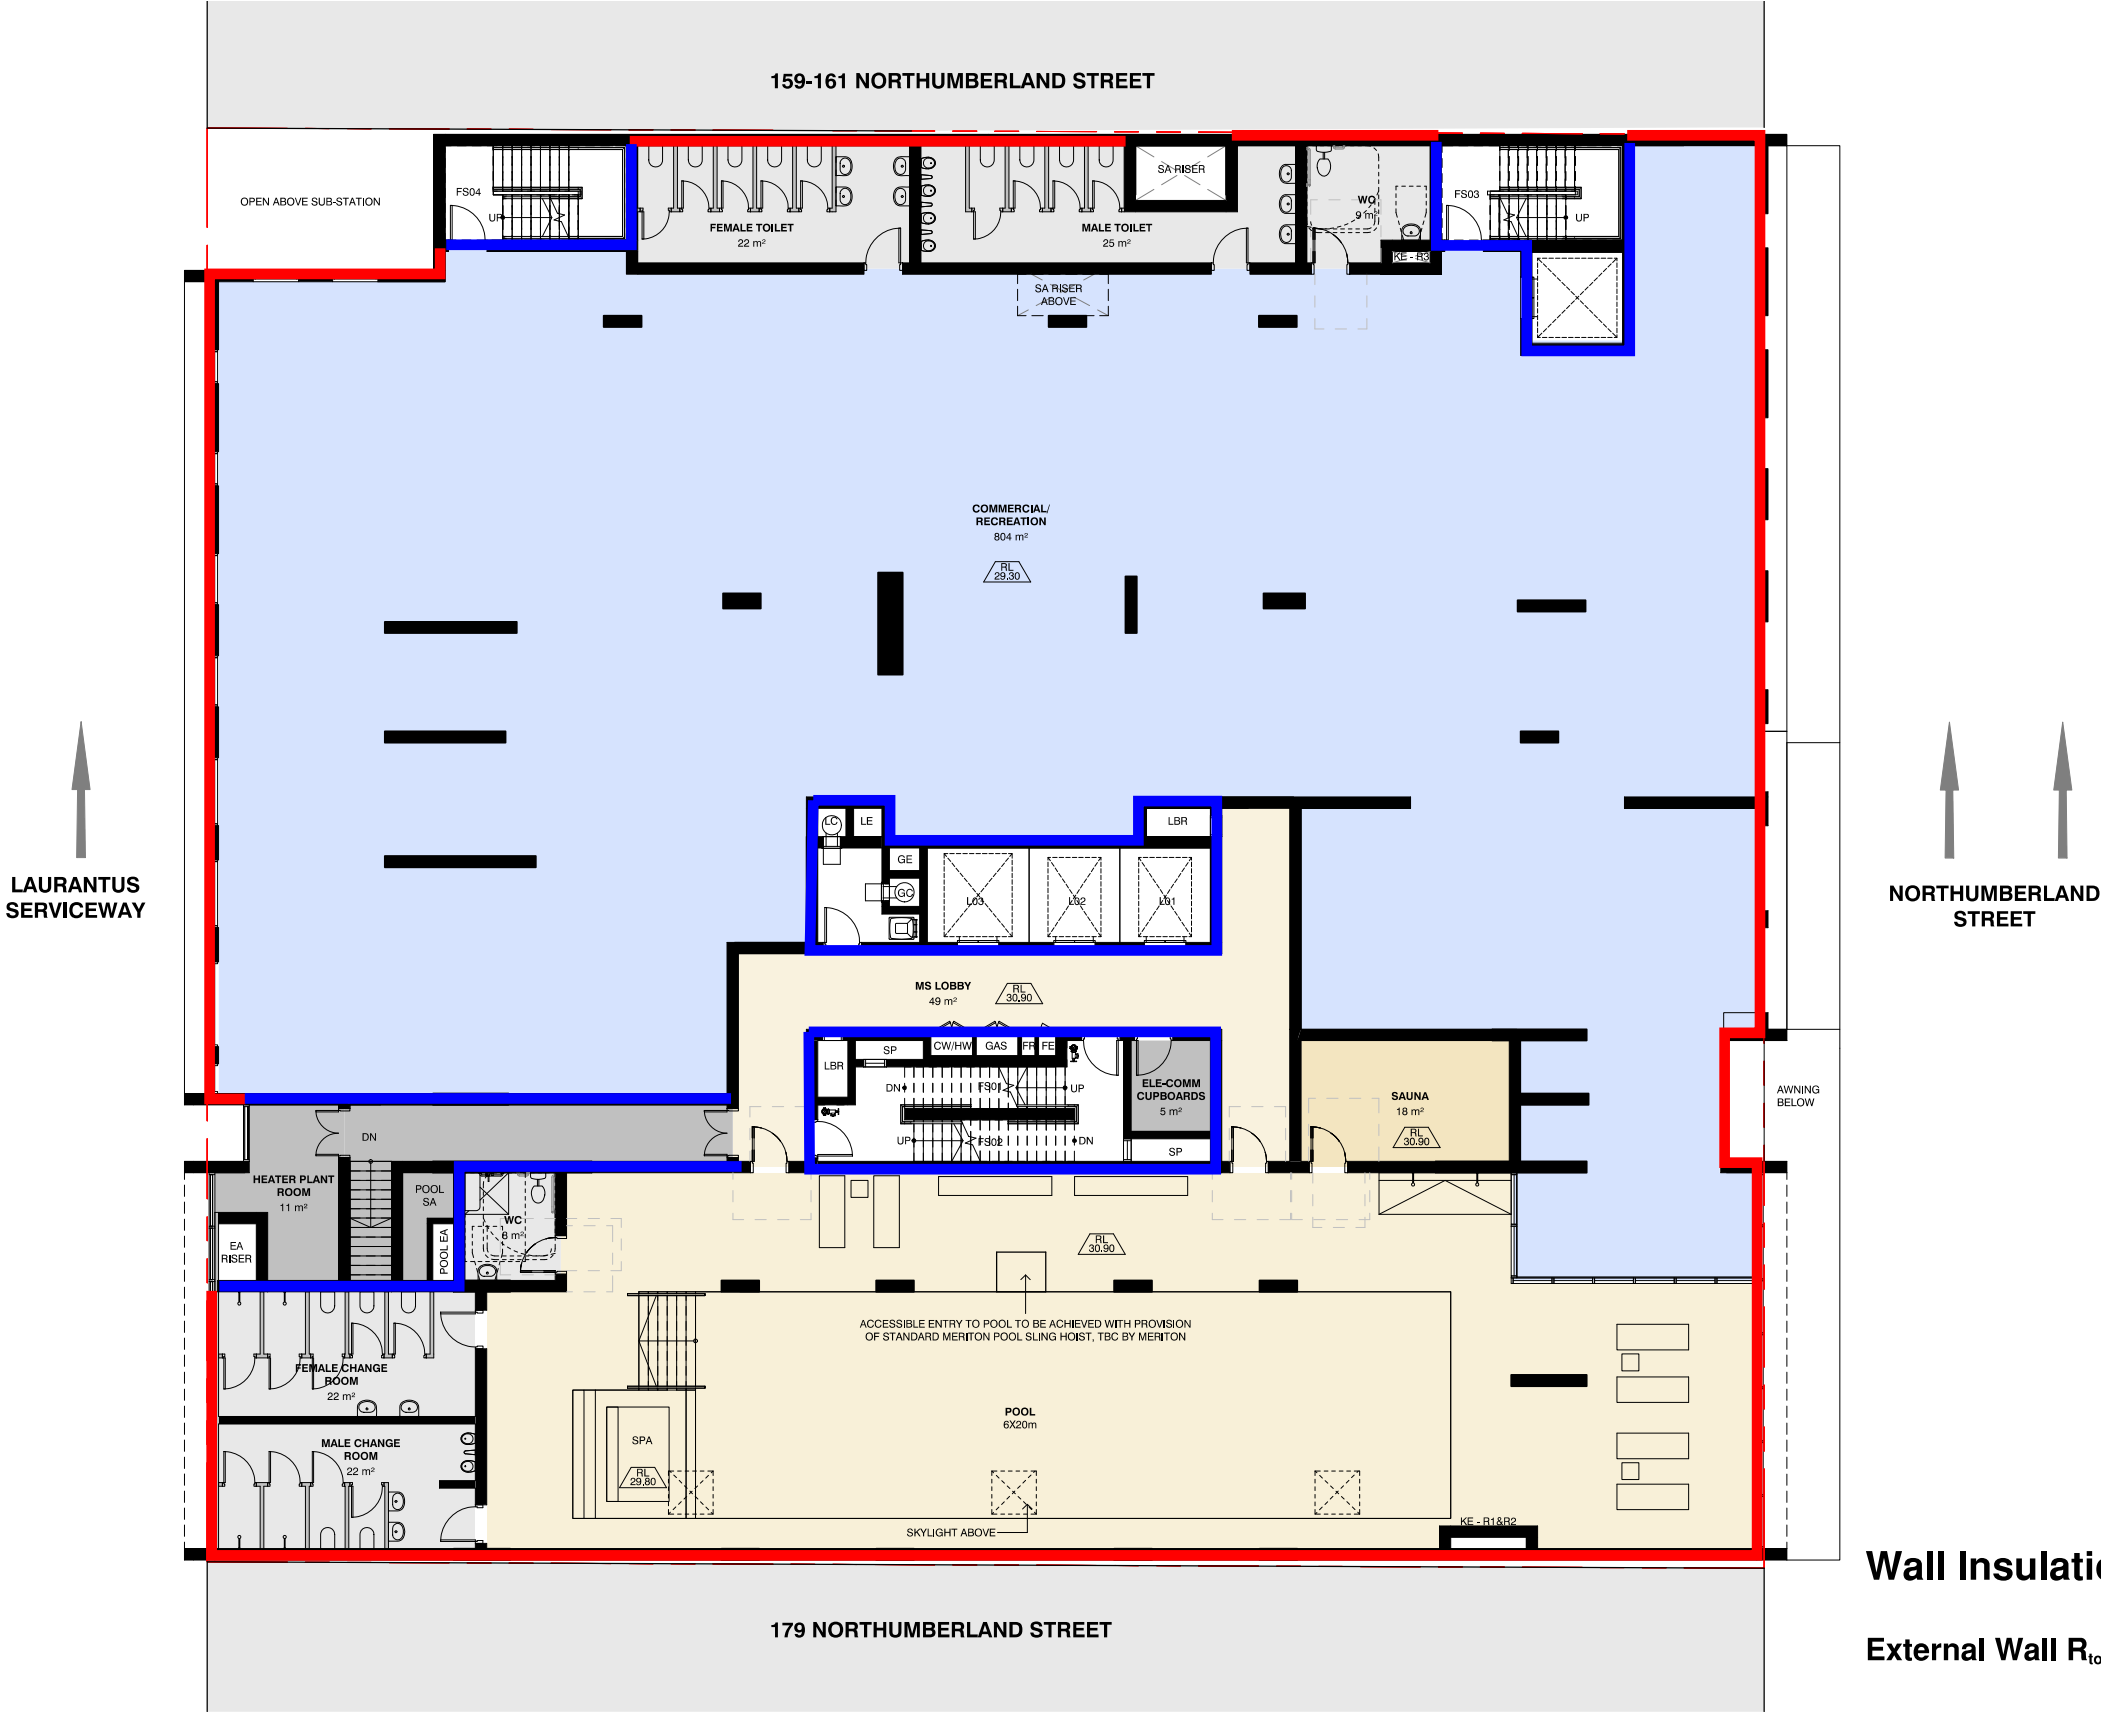 159-161 NORTHUMBERLAND STREET
OPEN ABOVE SUB-STATION
FS04
UP
FEMALE TOILET
22 m²
MALE TOILET
25 m²
SA RISER
WC
9 m²
KE - R3
FS03
UP
SA RISER
ABOVE
COMMERCIAL/
RECREATION
804 m²
RL
29.30
LAURANTUS
SERVICEWAY
NORTHUMBERLAND
STREET
LC
LE
LBR
GE
GC
L03
L02
L01
MS LOBBY
49 m²
RL
30.90
LBR
SP
CW/HW
GAS
FR
FE
DN
FS01
UP
ELE-COMM
CUPBOARDS
5 m²
UP
FS02
DN
SP
SAUNA
18 m²
RL
30.90
AWNING
BELOW
DN
HEATER PLANT
ROOM
11 m²
POOL
SA
EA
RISER
POOL EA
WC
8 m²
RL
30.90
ACCESSIBLE ENTRY TO POOL TO BE ACHIEVED WITH PROVISION
OF STANDARD MERITON POOL SLING HOIST, TBC BY MERITON
FEMALE CHANGE
ROOM
22 m²
MALE CHANGE
ROOM
22 m²
POOL
6X20m
SPA
RL
29.80
SKYLIGHT ABOVE
KE - R1&R2
179 NORTHUMBERLAND STREET
Wall Insulati
External Wall R